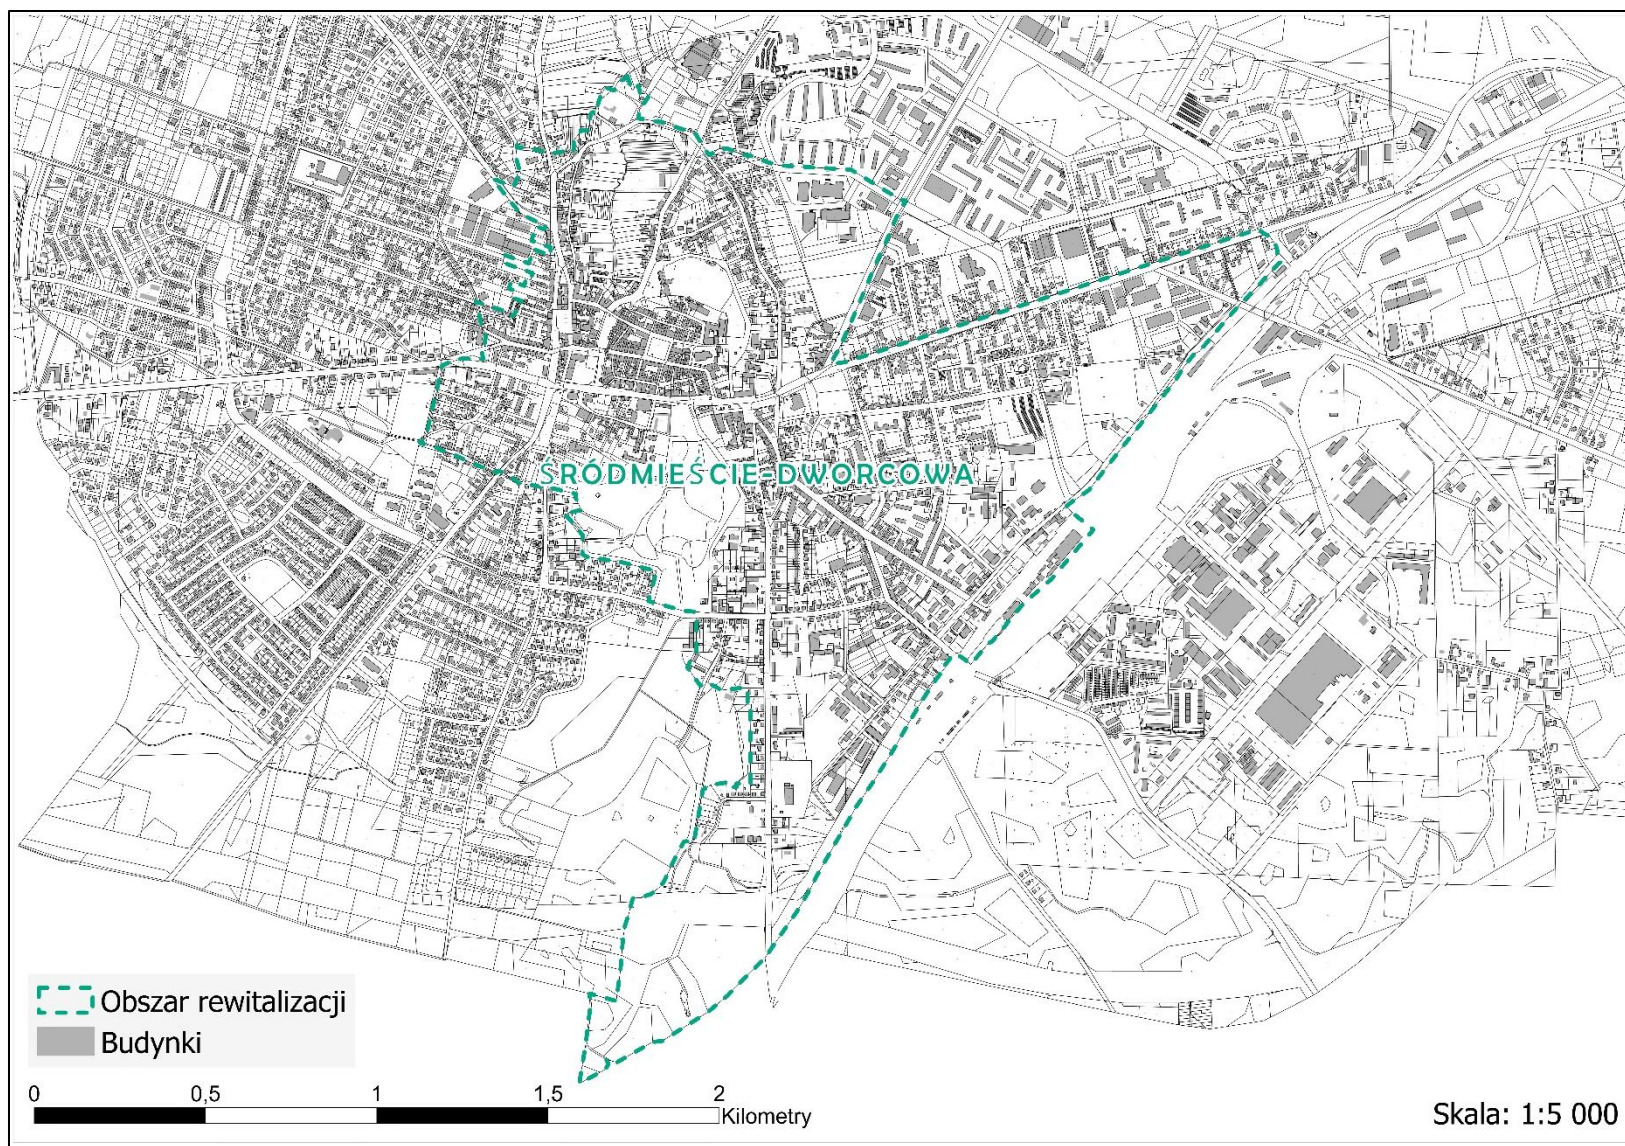 ŚRÓDMIEŚCIE-DWORCOWA
Obszar rewitalizacji
Budynki
0 0,5 1 1,5 2
Kilometry
Skala: 1:5 000